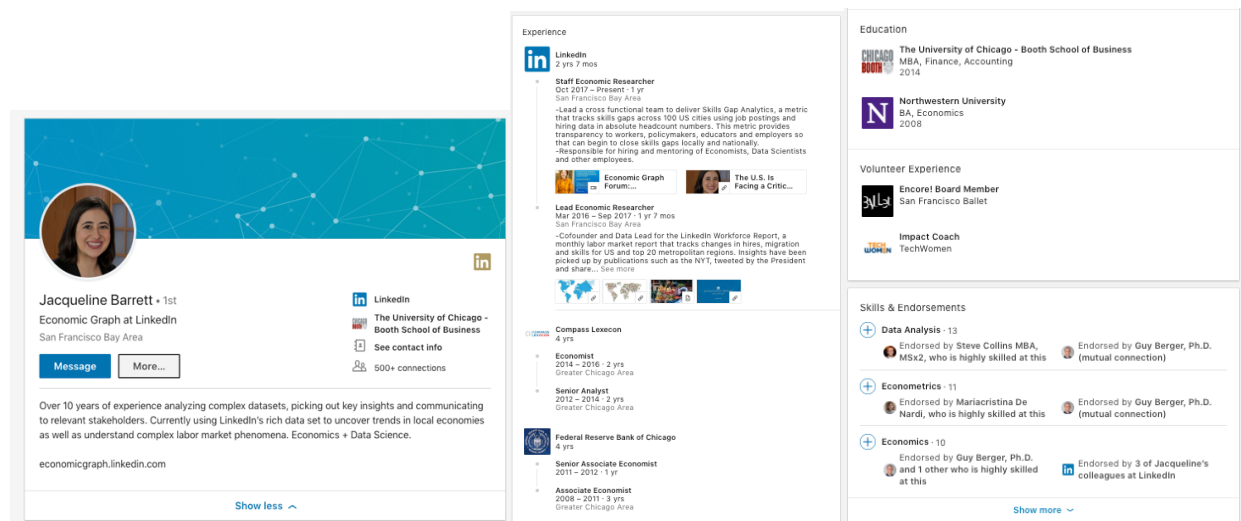 Jacqueline Barrett • 1st
Economic Graph at LinkedIn
San Francisco Bay Area
Message
More...
in LinkedIn
The University of Chicago -
Booth School of Business
See contact info
500+ connections
Over 10 years of experience analyzing complex datasets, picking out key insights and communicating
to relevant stakeholders. Currently using LinkedIn's rich data set to uncover trends in local economies
as well as understand complex labor market phenomena. Economics + Data Science.
economicgraph.linkedin.com
Show less
Experience
in
LinkedIn
2 yrs 7 mos
Staff Economic Researcher
Oct 2017 – Present · 1 yr
San Francisco Bay Area
-Lead a cross functional team to deliver Skills Gap Analytics, a metric
that tracks skills gaps across 100 US cities using job postings and
hiring data in absolute headcount numbers. This metric provides
transparency to workers, policymakers, educators and employers so
that can begin to close skills gaps locally and nationally.
-Responsible for hiring and mentoring of Economists, Data Scientists
and other employees.
Economic Graph
Forum:...
The U.S. Is
Facing a Critic...
Lead Economic Researcher
Mar 2016 – Sep 2017 · 1 yr 7 mos
San Francisco Bay Area
-Cofounder and Data Lead for the LinkedIn Workforce Report, a
monthly labor market report that tracks changes in hires, migration
and skills for US and top 20 metropolitan regions. Insights have been
picked up by publications such as the NYT, tweeted by the President
and share... See more
Compass Lexecon
4 yrs
Economist
2014 – 2016 · 2 yrs
Greater Chicago Area
Senior Analyst
2012 – 2014 · 2 yrs
Greater Chicago Area
Federal Reserve Bank of Chicago
4 yrs
Senior Associate Economist
2011 – 2012 · 1 yr
Associate Economist
2008 – 2011 · 3 yrs
Greater Chicago Area
Education
CHICAGO
BOOTH
The University of Chicago - Booth School of Business
MBA, Finance, Accounting
2014
N
Northwestern University
BA, Economics
2008
Volunteer Experience
Encore! Board Member
San Francisco Ballet
TECH
WOMEN
Impact Coach
TechWomen
Skills & Endorsements
Data Analysis · 13
Endorsed by Steve Collins MBA,
MSx2, who is highly skilled at this
Endorsed by Guy Berger, Ph.D.
(mutual connection)
Econometrics · 11
Endorsed by Mariacristina De
Nardi, who is highly skilled at this
Endorsed by Guy Berger, Ph.D.
(mutual connection)
Economics · 10
Endorsed by Guy Berger, Ph.D.
and 1 other who is highly skilled
at this
in
Endorsed by 3 of Jacqueline's
colleagues at LinkedIn
Show more